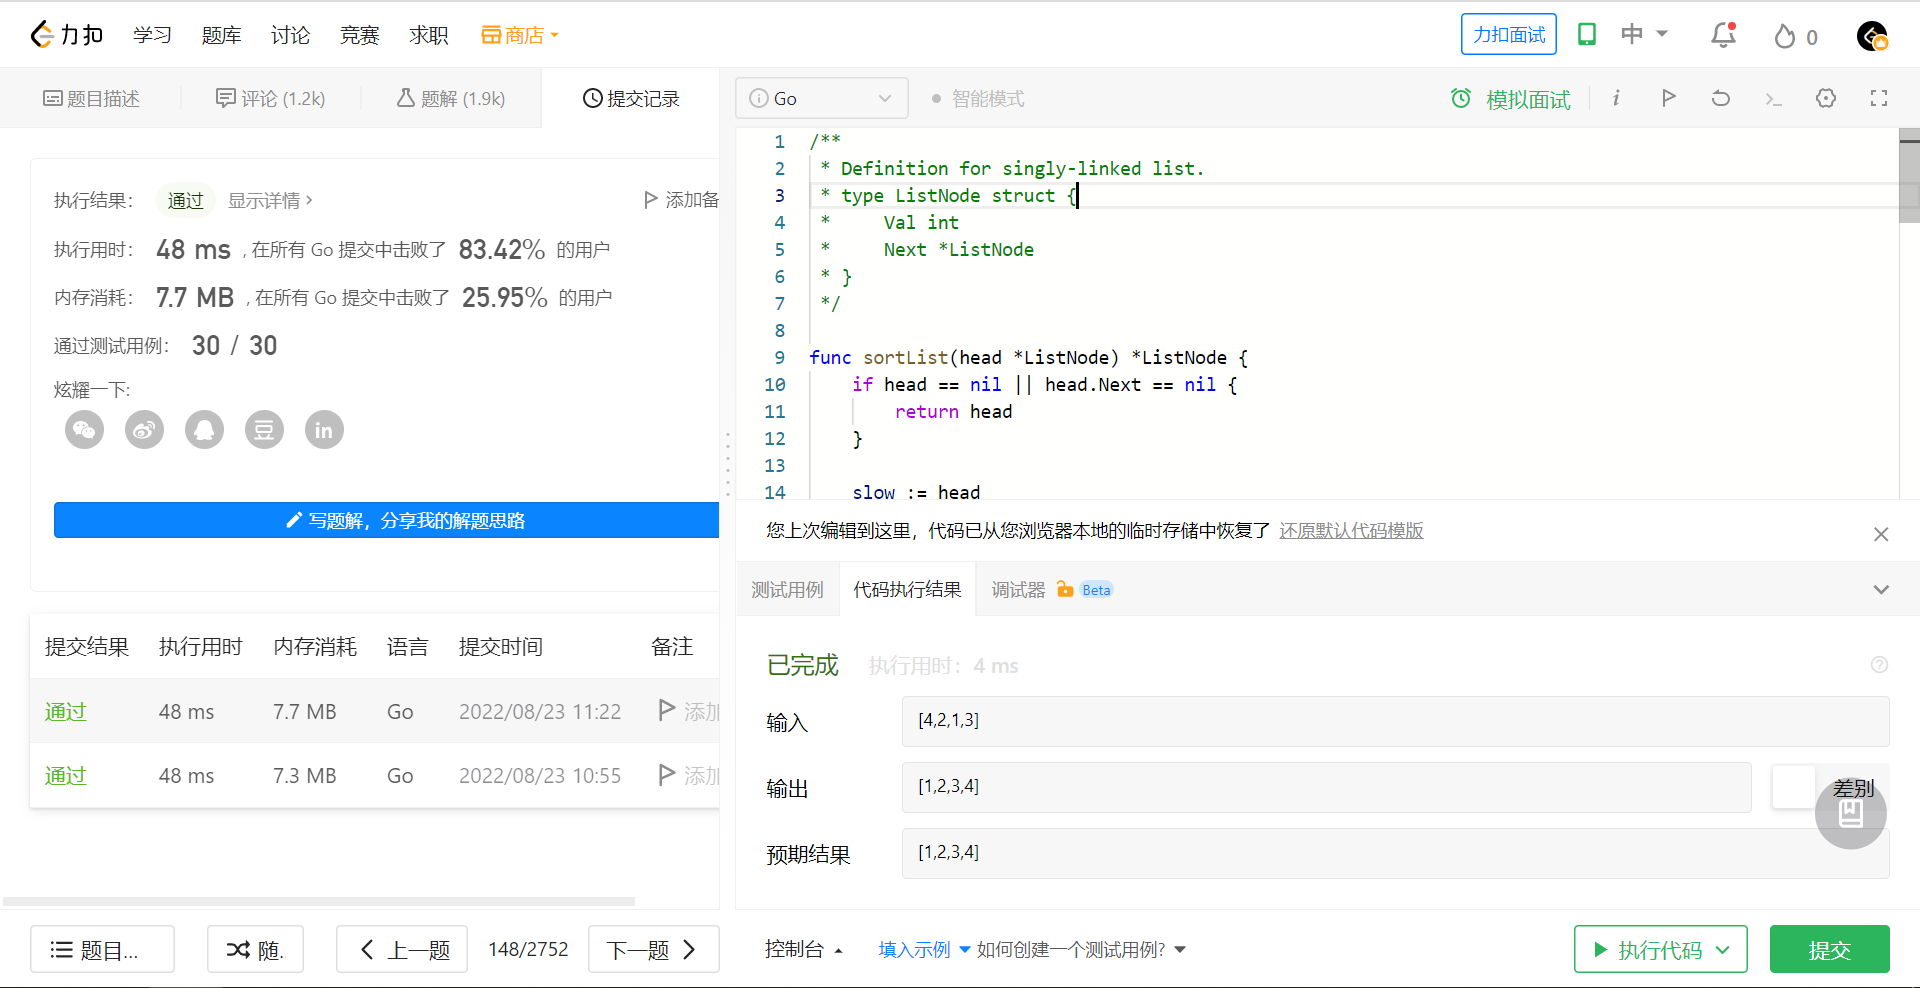 力扣 学习 题库 讨论 竞赛 求职 商店 力扣面试 中 0
题目描述 评论 (1.2k) 题解 (1.9k) 提交记录
执行结果： 通过 显示详情 > 添加备
执行用时： 48 ms , 在所有 Go 提交中击败了 83.42% 的用户
内存消耗： 7.7 MB , 在所有 Go 提交中击败了 25.95% 的用户
通过测试用例： 30 / 30
炫耀一下:
豆 in
写题解，分享我的解题思路
提交结果 执行用时 内存消耗 语言 提交时间 备注
通过 48 ms 7.7 MB Go 2022/08/23 11:22 添加
通过 48 ms 7.3 MB Go 2022/08/23 10:55 添加
题目... 随. 上一题 148/2752 下一题
i Go 智能模式 模拟面试 i
1 /**
2  * Definition for singly-linked list.
3  * type ListNode struct {
4  *     Val int
5  *     Next *ListNode
6  * }
7  */
8
9 func sortList(head *ListNode) *ListNode {
10     if head == nil || head.Next == nil {
11         return head
12     }
13
14     slow := head
您上次编辑到这里，代码已从您浏览器本地的临时存储中恢复了 还原默认代码模版
测试用例 代码执行结果 调试器 Beta
已完成 执行用时：4 ms
输入 [4,2,1,3]
输出 [1,2,3,4] 差别
预期结果 [1,2,3,4]
控制台 填入示例 如何创建一个测试用例? 执行代码 提交